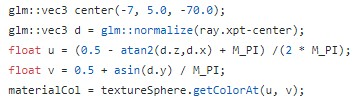 glm::vec3 center(-7, 5.0, -70.0);
glm::vec3 d = glm::normalize(ray.xpt-center);
float u = (0.5 - atan2(d.z,d.x) + M_PI) /(2 * M_PI);
float v = 0.5 + asin(d.y) / M_PI;
materialCol = textureSphere.getColorAt(u, v);